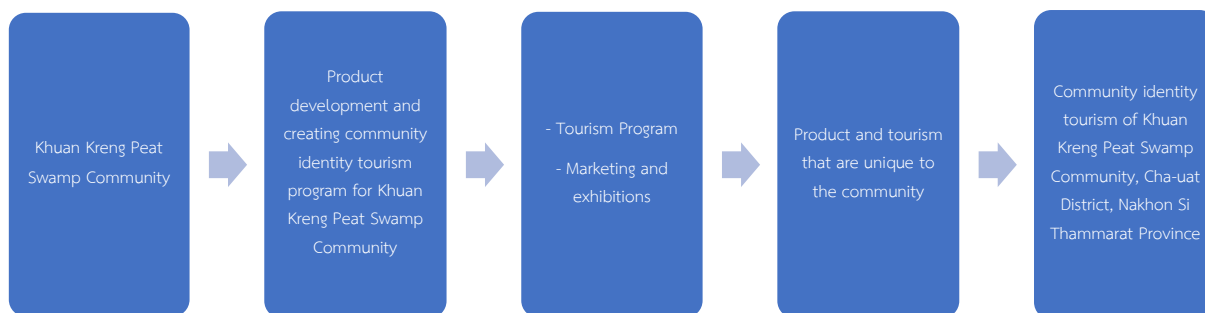 Khuan Kreng Peat
Swamp Community
Product
development and
creating community
identity tourism
program for Khuan
Kreng Peat Swamp
Community
- Tourism Program
- Marketing and
exhibitions
Product and tourism
that are unique to
the community
Community identity
tourism of Khuan
Kreng Peat Swamp
Community, Cha-uat
District, Nakhon Si
Thammarat Province